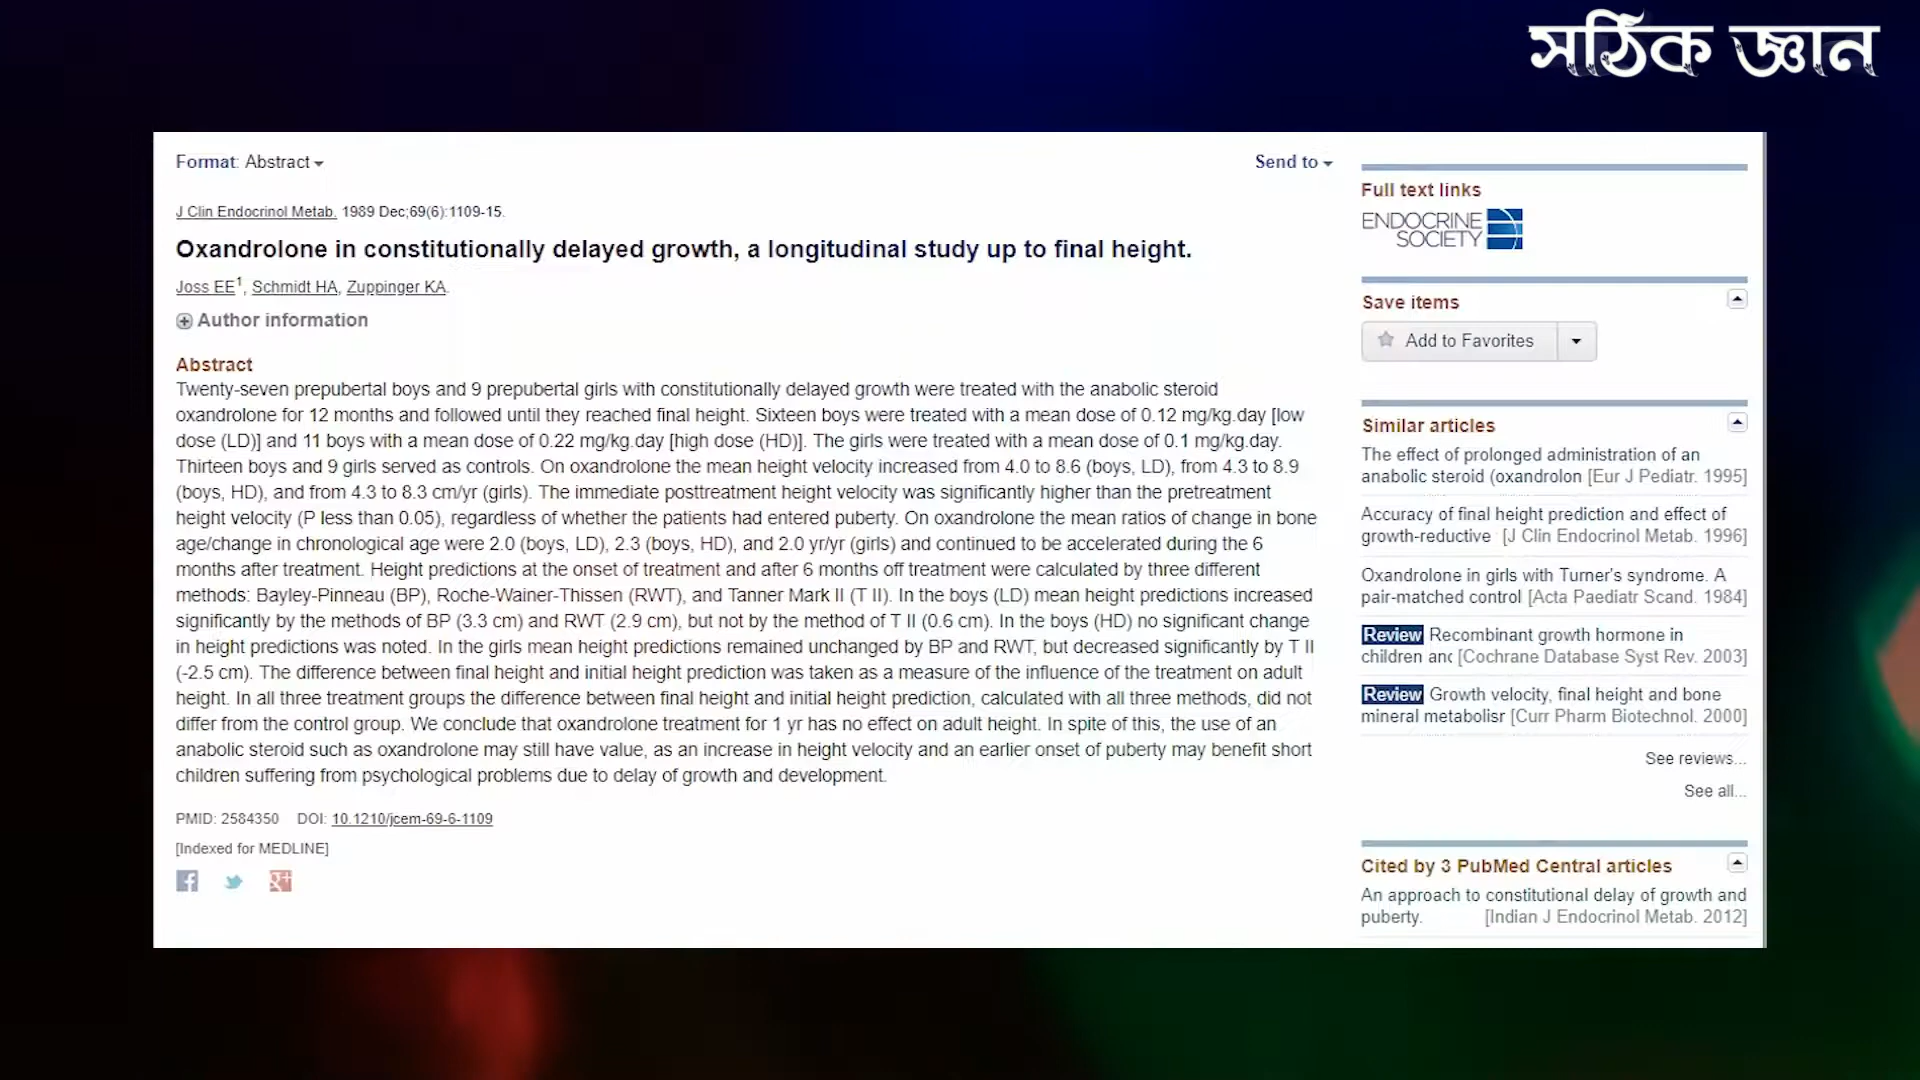 সঠিক জ্ঞান
Format: Abstract
Send to
J Clin Endocrinol Metab. 1989 Dec;69(6):1109-15.
Oxandrolone in constitutionally delayed growth, a longitudinal study up to final height.
Joss EE1, Schmidt HA, Zuppinger KA.
Author information
Abstract
Twenty-seven prepubertal boys and 9 prepubertal girls with constitutionally delayed growth were treated with the anabolic steroid
oxandrolone for 12 months and followed until they reached final height. Sixteen boys were treated with a mean dose of 0.12 mg/kg.day [low
dose (LD)] and 11 boys with a mean dose of 0.22 mg/kg.day [high dose (HD)]. The girls were treated with a mean dose of 0.1 mg/kg.day.
Thirteen boys and 9 girls served as controls. On oxandrolone the mean height velocity increased from 4.0 to 8.6 (boys, LD), from 4.3 to 8.9
(boys, HD), and from 4.3 to 8.3 cm/yr (girls). The immediate posttreatment height velocity was significantly higher than the pretreatment
height velocity (P less than 0.05), regardless of whether the patients had entered puberty. On oxandrolone the mean ratios of change in bone
age/change in chronological age were 2.0 (boys, LD), 2.3 (boys, HD), and 2.0 yr/yr (girls) and continued to be accelerated during the 6
months after treatment. Height predictions at the onset of treatment and after 6 months off treatment were calculated by three different
methods: Bayley-Pinneau (BP), Roche-Wainer-Thissen (RWT), and Tanner Mark II (T II). In the boys (LD) mean height predictions increased
significantly by the methods of BP (3.3 cm) and RWT (2.9 cm), but not by the method of T II (0.6 cm). In the boys (HD) no significant change
in height predictions was noted. In the girls mean height predictions remained unchanged by BP and RWT, but decreased significantly by T II
(-2.5 cm). The difference between final height and initial height prediction was taken as a measure of the influence of the treatment on adult
height. In all three treatment groups the difference between final height and initial height prediction, calculated with all three methods, did not
differ from the control group. We conclude that oxandrolone treatment for 1 yr has no effect on adult height. In spite of this, the use of an
anabolic steroid such as oxandrolone may still have value, as an increase in height velocity and an earlier onset of puberty may benefit short
children suffering from psychological problems due to delay of growth and development.
PMID: 2584350 DOI: 10.1210/jcem-69-6-1109
[Indexed for MEDLINE]
Full text links
ENDOCRINE
SOCIETY
Save items
Add to Favorites
Similar articles
The effect of prolonged administration of an
anabolic steroid (oxandrolon [Eur J Pediatr. 1995]
Accuracy of final height prediction and effect of
growth-reductive [J Clin Endocrinol Metab. 1996]
Oxandrolone in girls with Turner's syndrome. A
pair-matched control [Acta Paediatr Scand. 1984]
Review Recombinant growth hormone in
children and [Cochrane Database Syst Rev. 2003]
Review Growth velocity, final height and bone
mineral metabolisr [Curr Pharm Biotechnol. 2000]
See reviews...
See all...
Cited by 3 PubMed Central articles
An approach to constitutional delay of growth and
puberty. [Indian J Endocrinol Metab. 2012]